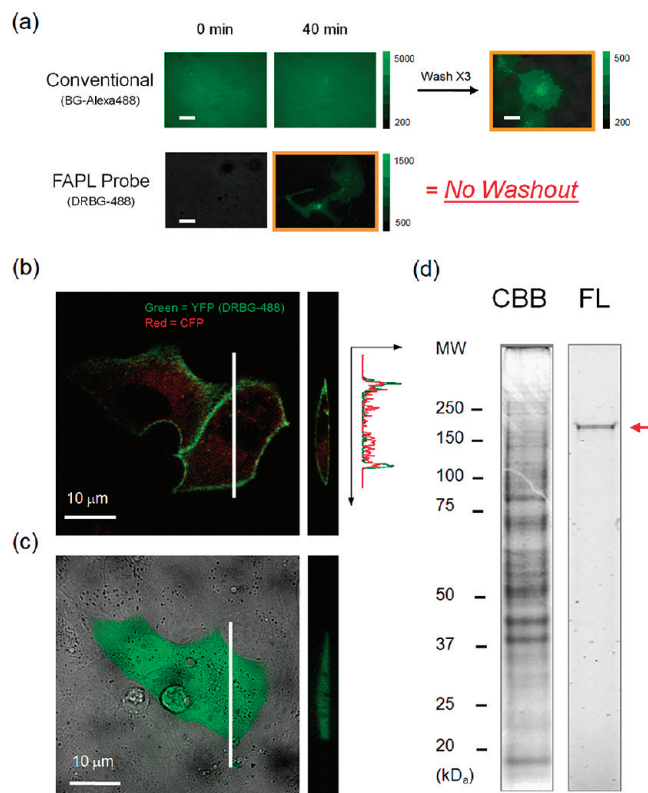 (a)
0 min 40 min
Conventional
(BG-Alexa488)
5000
200
Wash X3
500
200
FAPL Probe
(DRBG-488)
1500
500
= No Washout
(b)
Green = YFP (DRBG-488)
Red = CFP
10 μm
(c)
10 μm
(d)
CBB FL
MW
250
150
100
75
50
37
25
20
(kDa)